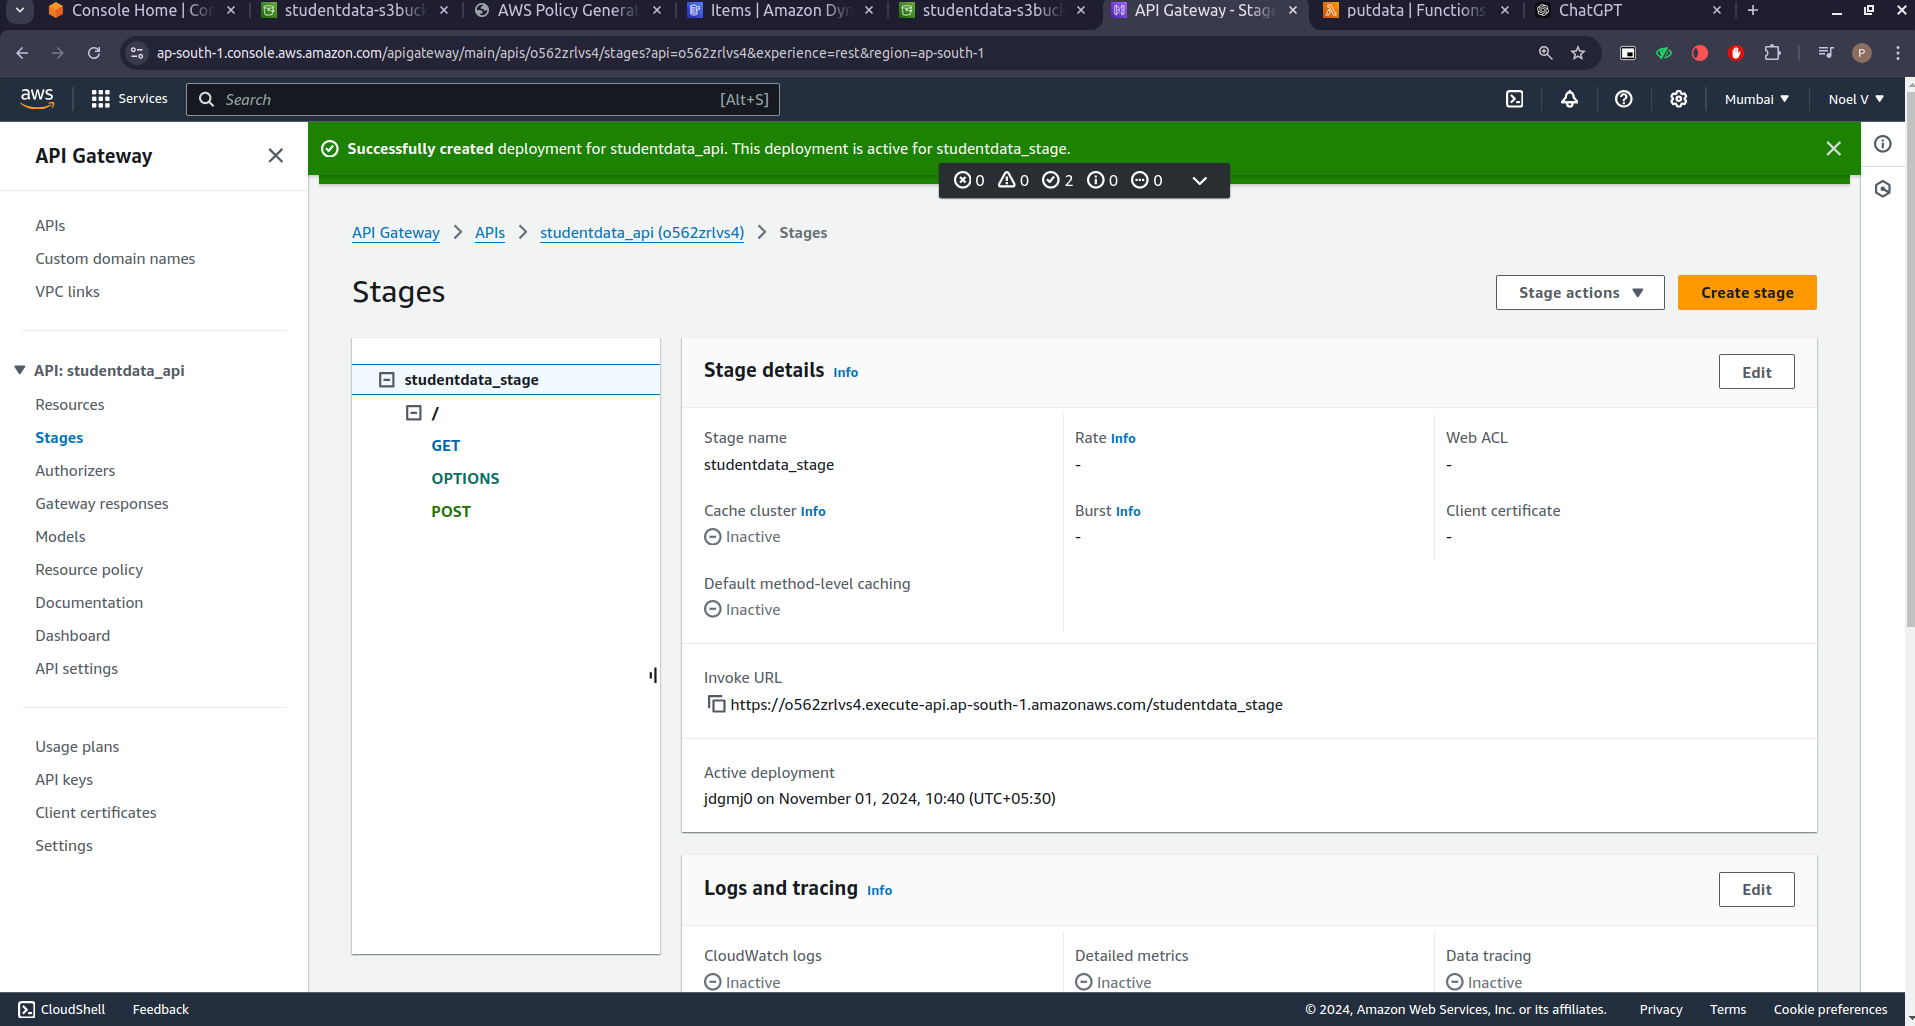 Console Home | Co
studentdata-s3buck
AWS Policy Generat
Items | Amazon Dyn
studentdata-s3buck
API Gateway - Stage
putdata | Functions
ChatGPT
ap-south-1.console.aws.amazon.com/apigateway/main/apis/o562zrlvs4/stages?api=o562zrlvs4&experience=rest&region=ap-south-1
P
aws
Services
Search
[Alt+S]
Mumbai
Noel V
API Gateway
APIs
Custom domain names
VPC links
API: studentdata_api
Resources
Stages
Authorizers
Gateway responses
Models
Resource policy
Documentation
Dashboard
API settings
Usage plans
API keys
Client certificates
Settings
Successfully created deployment for studentdata_api. This deployment is active for studentdata_stage.
0 0 2 0 0
API Gateway > APIs > studentdata_api (o562zrlvs4) > Stages
Stages
Stage actions
Create stage
studentdata_stage
/
GET
OPTIONS
POST
Stage details Info
Edit
Stage name
studentdata_stage
Rate Info
-
Web ACL
-
Cache cluster Info
Inactive
Burst Info
-
Client certificate
-
Default method-level caching
Inactive
Invoke URL
https://o562zrlvs4.execute-api.ap-south-1.amazonaws.com/studentdata_stage
Active deployment
jdgmj0 on November 01, 2024, 10:40 (UTC+05:30)
Logs and tracing Info
Edit
CloudWatch logs
Inactive
Detailed metrics
Inactive
Data tracing
Inactive
CloudShell
Feedback
© 2024, Amazon Web Services, Inc. or its affiliates.
Privacy
Terms
Cookie preferences